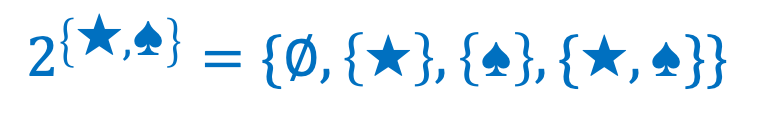 2^{★,♠} = {∅, {★}, {♠}, {★, ♠}}